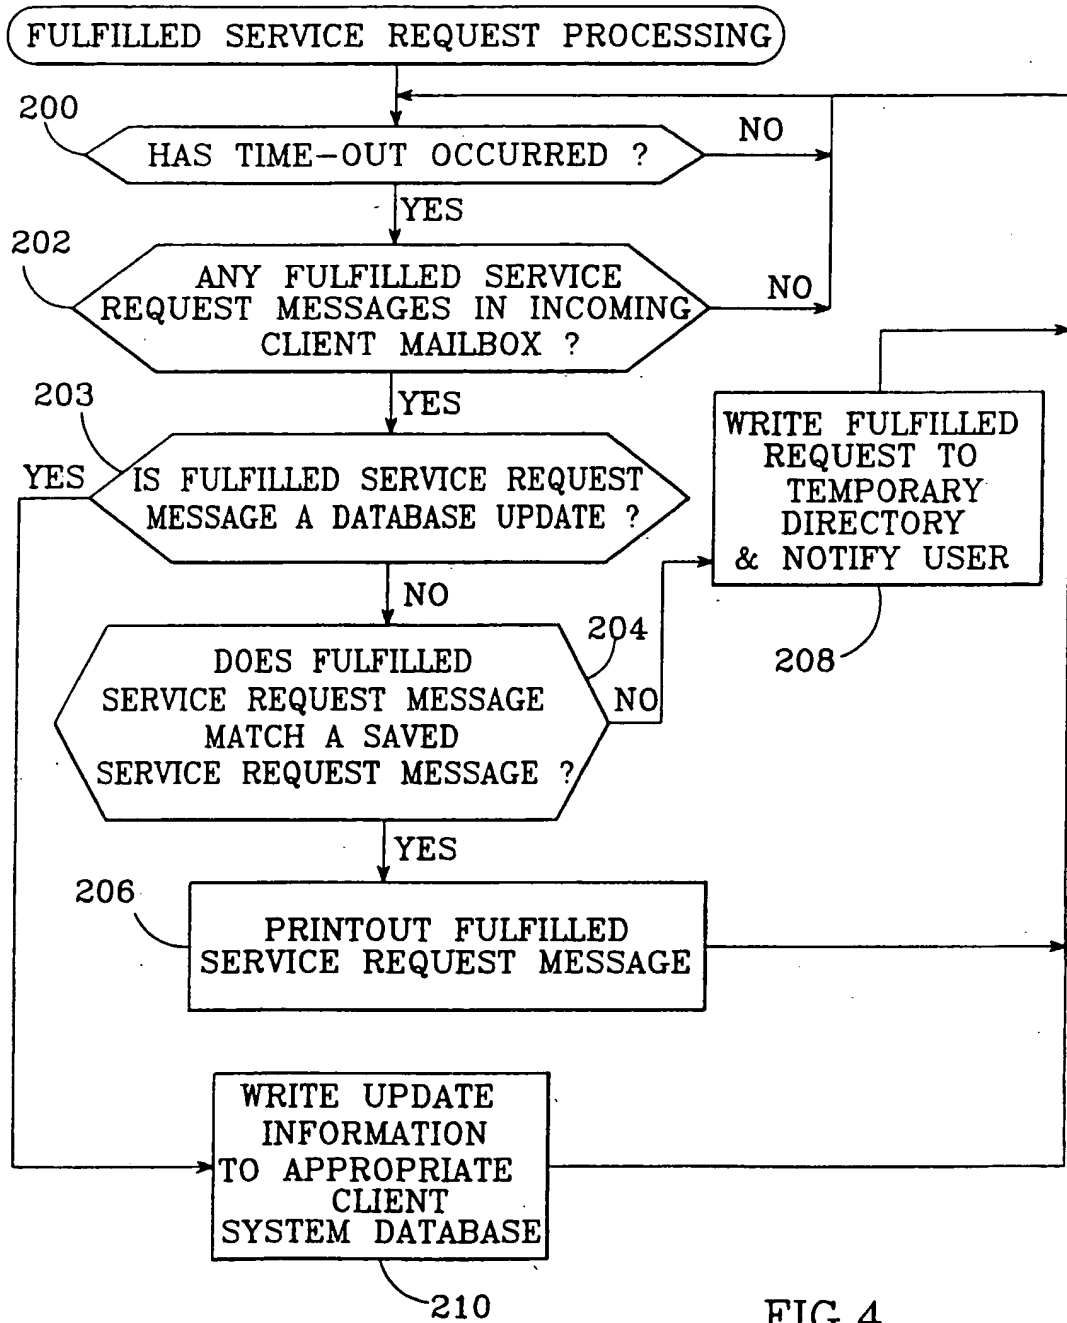 FULFILLED SERVICE REQUEST PROCESSING
200
HAS TIME-OUT OCCURRED ?
NO
YES
202
ANY FULFILLED SERVICE
REQUEST MESSAGES IN INCOMING
CLIENT MAILBOX ?
NO
YES
203
YES
IS FULFILLED SERVICE REQUEST
MESSAGE A DATABASE UPDATE ?
NO
WRITE FULFILLED
REQUEST TO
TEMPORARY
DIRECTORY
& NOTIFY USER
208
204
DOES FULFILLED
SERVICE REQUEST MESSAGE
MATCH A SAVED
SERVICE REQUEST MESSAGE ?
NO
YES
206
PRINTOUT FULFILLED
SERVICE REQUEST MESSAGE
WRITE UPDATE
INFORMATION
TO APPROPRIATE
CLIENT
SYSTEM DATABASE
210
FIG 4